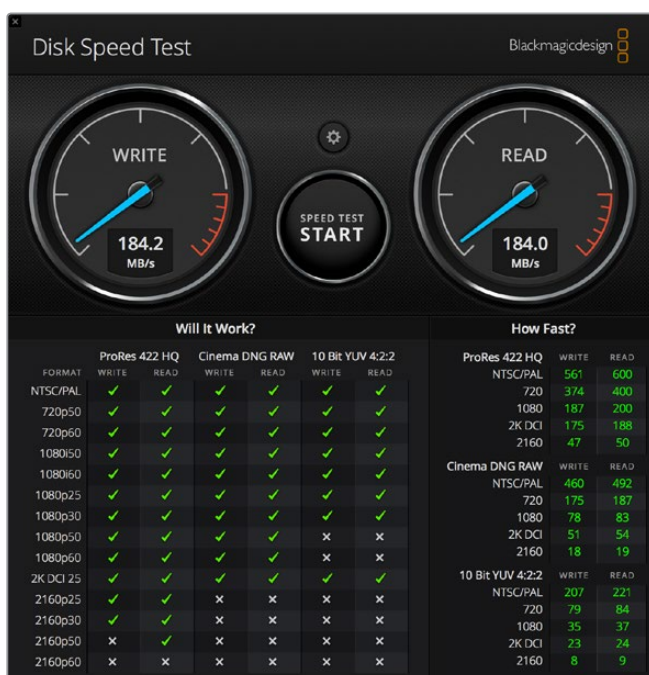 Disk Speed Test
Blackmagicdesign
WRITE
184.2
MB/s
SPEED TEST
START
READ
184.0
MB/s
Will It Work?
ProRes 422 HQ Cinema DNG RAW 10 Bit YUV 4:2:2
FORMAT WRITE READ WRITE READ WRITE READ
NTSC/PAL ✓ ✓ ✓ ✓ ✓ ✓
720p50 ✓ ✓ ✓ ✓ ✓ ✓
720p60 ✓ ✓ ✓ ✓ ✓ ✓
1080i50 ✓ ✓ ✓ ✓ ✓ ✓
1080i60 ✓ ✓ ✓ ✓ ✓ ✓
1080p25 ✓ ✓ ✓ ✓ ✓ ✓
1080p30 ✓ ✓ ✓ ✓ ✓ ✓
1080p50 ✓ ✓ ✓ ✓ × ×
1080p60 ✓ ✓ ✓ ✓ × ×
2K DCI 25 ✓ ✓ ✓ ✓ ✓ ✓
2160p25 ✓ ✓ × × × ×
2160p30 ✓ ✓ × × × ×
2160p50 × ✓ × × × ×
2160p60 × × × × × ×
How Fast?
ProRes 422 HQ WRITE READ
NTSC/PAL 561 600
720 374 400
1080 187 200
2K DCI 175 188
2160 47 50
Cinema DNG RAW WRITE READ
NTSC/PAL 460 492
720 175 187
1080 78 83
2K DCI 51 54
2160 18 19
10 Bit YUV 4:2:2 WRITE READ
NTSC/PAL 207 221
720 79 84
1080 35 37
2K DCI 23 24
2160 8 9